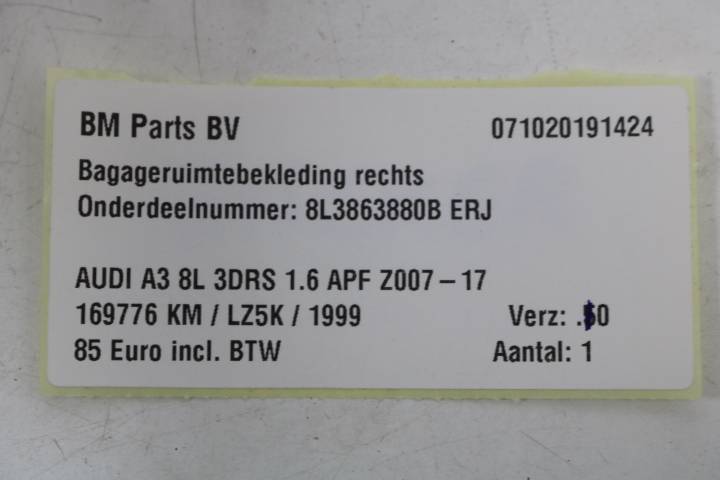 BM Parts BV 071020191424
Bagageruimtebekleding rechts
Onderdeelnummer: 8L3863880B ERJ
AUDI A3 8L 3DRS 1.6 APF Z007-17
169776 KM / LZ5K / 1999 Verz:
85 Euro incl. BTW Aantal: 1